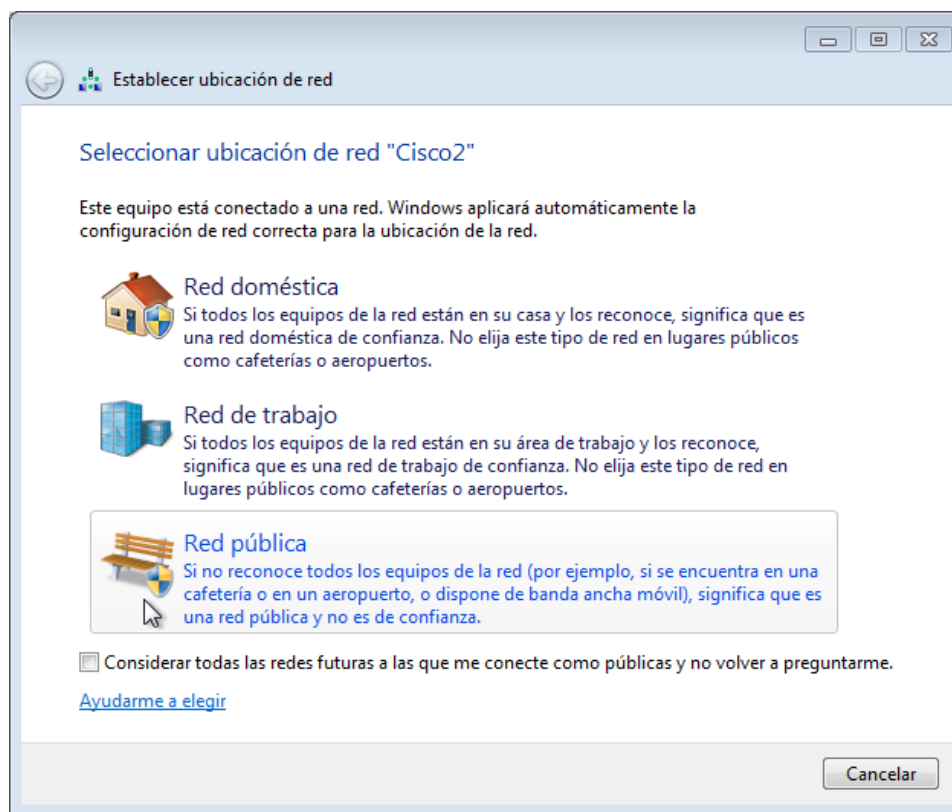 Establecer ubicación de red
Seleccionar ubicación de red "Cisco2"
Este equipo está conectado a una red. Windows aplicará automáticamente la
configuración de red correcta para la ubicación de la red.
Red doméstica
Si todos los equipos de la red están en su casa y los reconoce, significa que es
una red doméstica de confianza. No elija este tipo de red en lugares públicos
como cafeterías o aeropuertos.
Red de trabajo
Si todos los equipos de la red están en su área de trabajo y los reconoce,
significa que es una red de trabajo de confianza. No elija este tipo de red en
lugares públicos como cafeterías o aeropuertos.
Red pública
Si no reconoce todos los equipos de la red (por ejemplo, si se encuentra en una
cafetería o en un aeropuerto, o dispone de banda ancha móvil), significa que es
una red pública y no es de confianza.
Considerar todas las redes futuras a las que me conecte como públicas y no volver a preguntarme.
Ayudarme a elegir
Cancelar